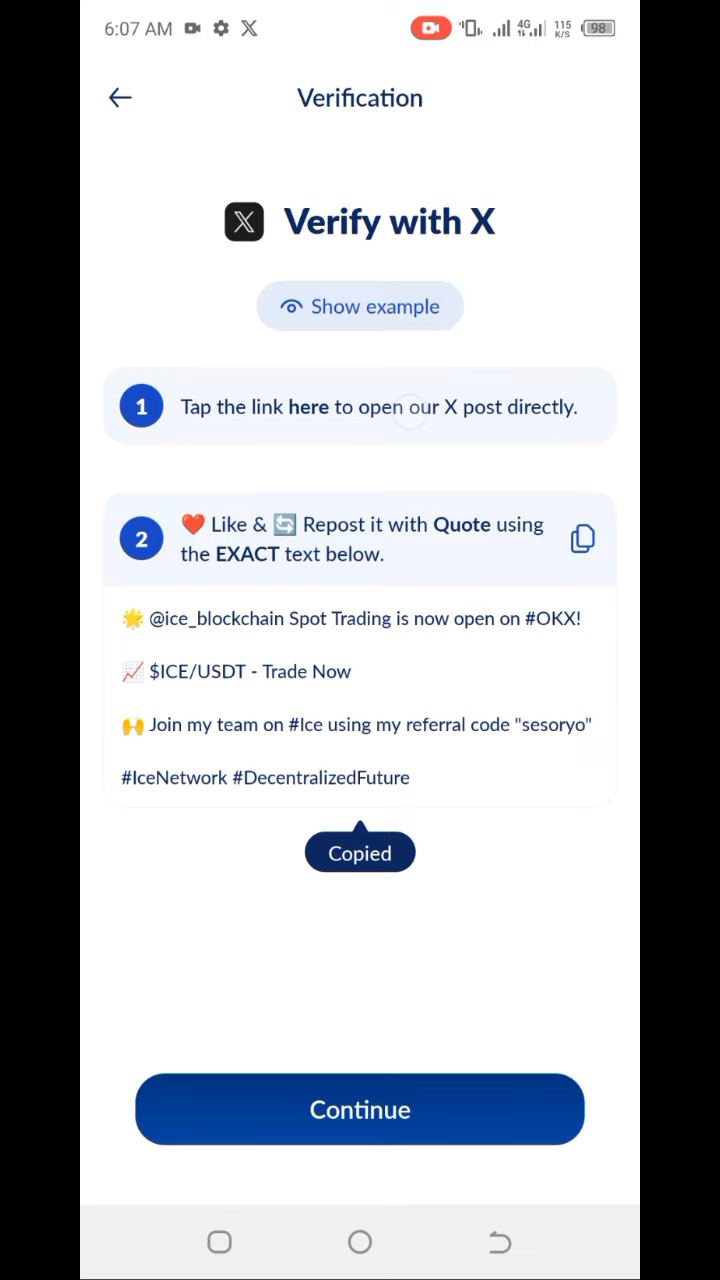 6:07 AM
4G
115
K/S
98
Verification
Verify with X
Show example
1
Tap the link here to open our X post directly.
2
❤️ Like & 🔄 Repost it with Quote using
the EXACT text below.
🌟 @ice_blockchain Spot Trading is now open on #OKX!
📈 $ICE/USDT - Trade Now
🙌 Join my team on #Ice using my referral code "sesoryo"
#IceNetwork #DecentralizedFuture
Copied
Continue